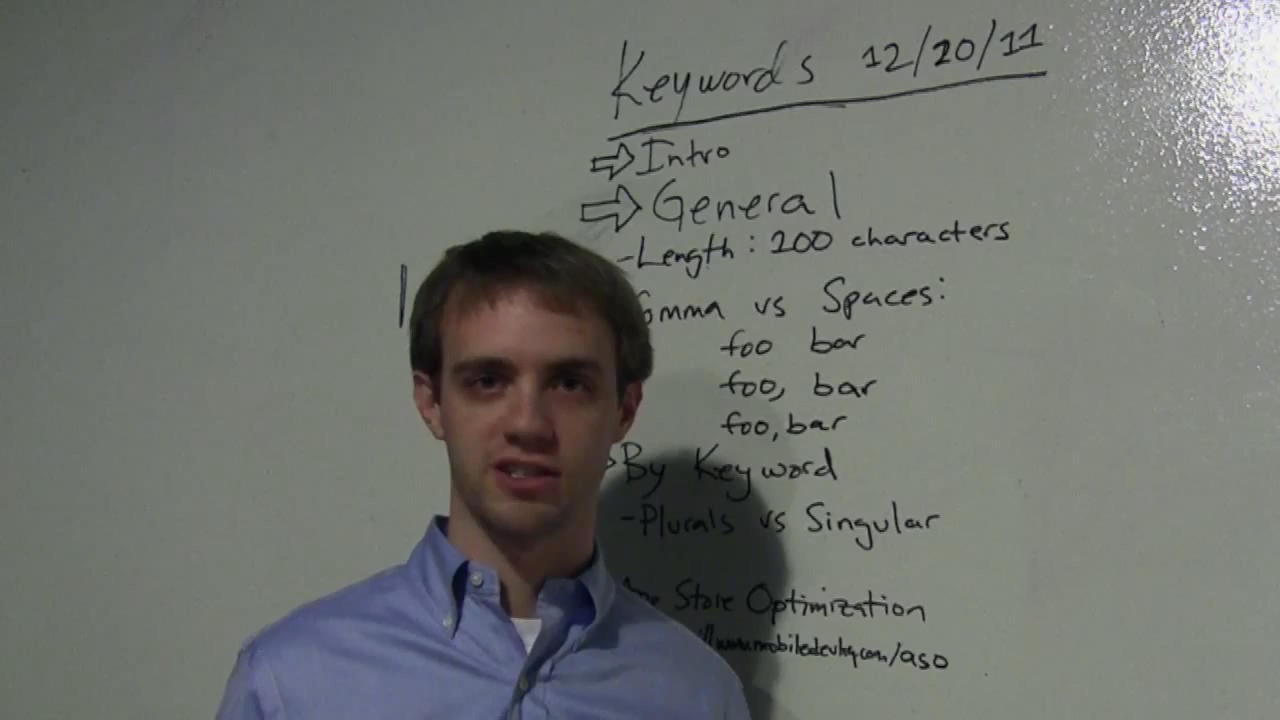 Keywords 12/20/11
Intro
General
-Length: 200 characters
vs Spaces:
foo bar
foo, bar
foo,bar
By Keyword
-Plurals vs Singular
Store Optimization
//www.mobiledevhq.com/aso